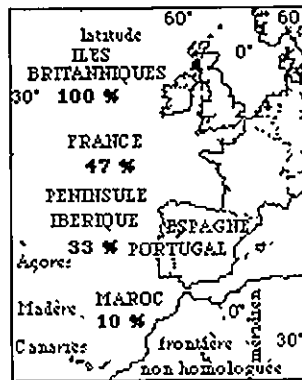 60°
60
latitude
0°
ILES
BRITANNIQUES
30°
100 %
FRANCE
47 %
PENINSULE
IBERIQUE
ESPAGNE
33 %
PORTUGAL
Açores
MAROC
Madère
10 %
0°
méridien
Canaries
frontière
30°
non homologuée